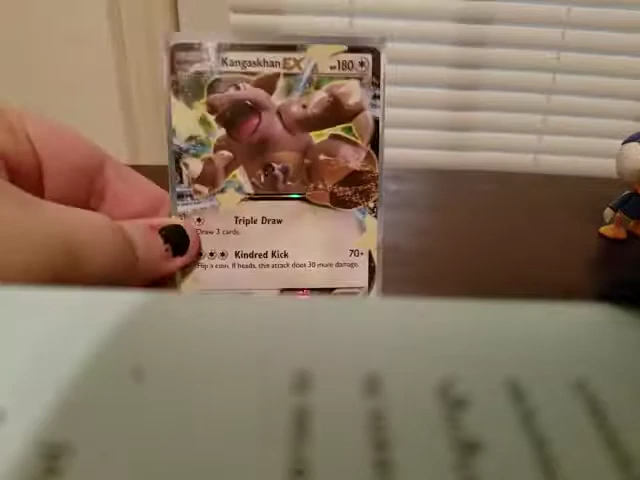 Kangaskhan EX HP180
Triple Draw
Draw 3 cards.
Kindred Kick 70+
Flip a coin. If heads, this attack does 30 more damage.